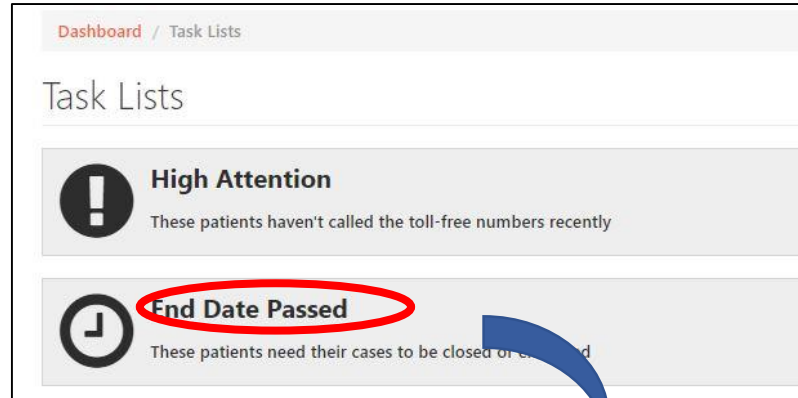 Dashboard / Task Lists
Task Lists
High Attention
These patients haven't called the toll-free numbers recently
End Date Passed
These patients need their cases to be closed or